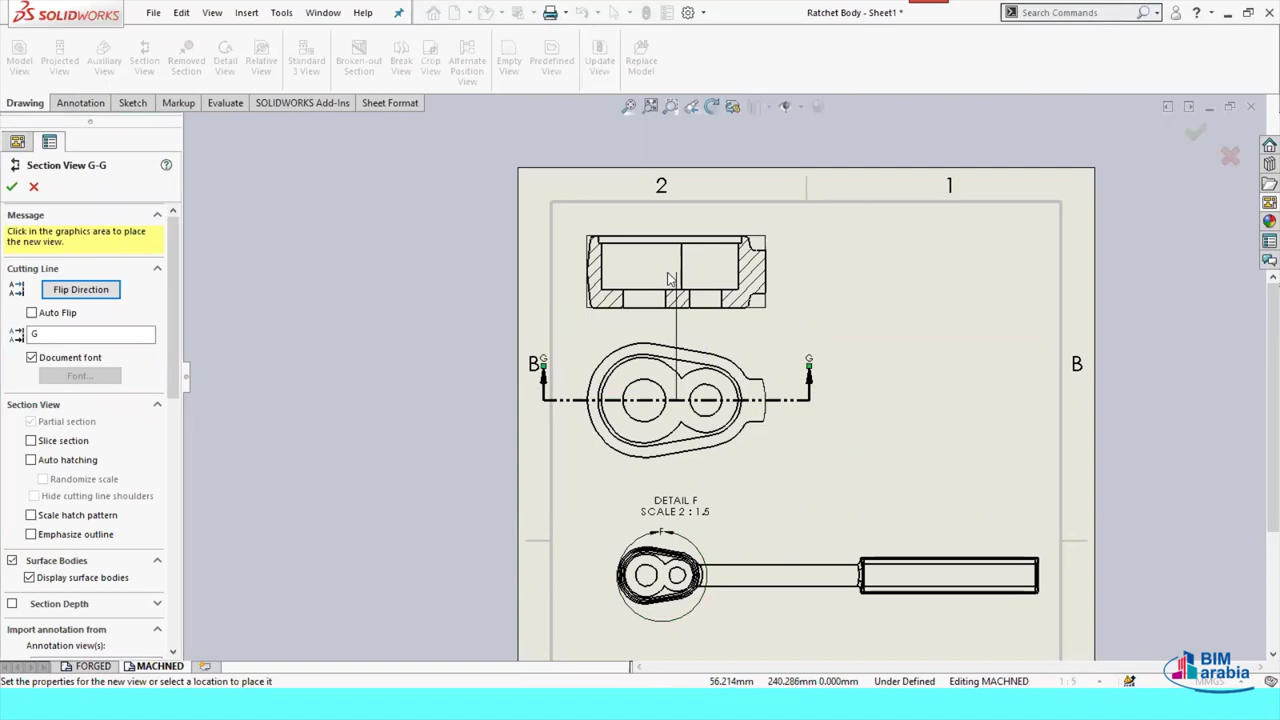 SOLIDWORKS File Edit View Insert Tools Window Help Ratchet Body - Sheet1 * Search Commands
Model View
Projected View
Auxiliary View
Section View
Removed Section
Detail View
Relative View
Standard 3 View
Broken-out Section
Break View
Crop View
Alternate Position View
Empty View
Predefined View
Update View
Replace Model
Drawing Annotation Sketch Markup Evaluate SOLIDWORKS Add-Ins Sheet Format
Section View G-G
Message
Click in the graphics area to place
the new view.
Cutting Line
Flip Direction
Auto Flip
G
Document font
Font...
Section View
Partial section
Slice section
Auto hatching
Randomize scale
Hide cutting line shoulders
Scale hatch pattern
Emphasize outline
Surface Bodies
Display surface bodies
Section Depth
Import annotation from
Annotation view(s):
2 1
B G G B
DETAIL F
SCALE 2 : 1.5
F
FORGED MACHNED
Set the properties for the new view or select a location to place it 56.214mm 240.286mm 0.000mm Under Defined Editing MACHNED 1 : 5
BIM
arabia